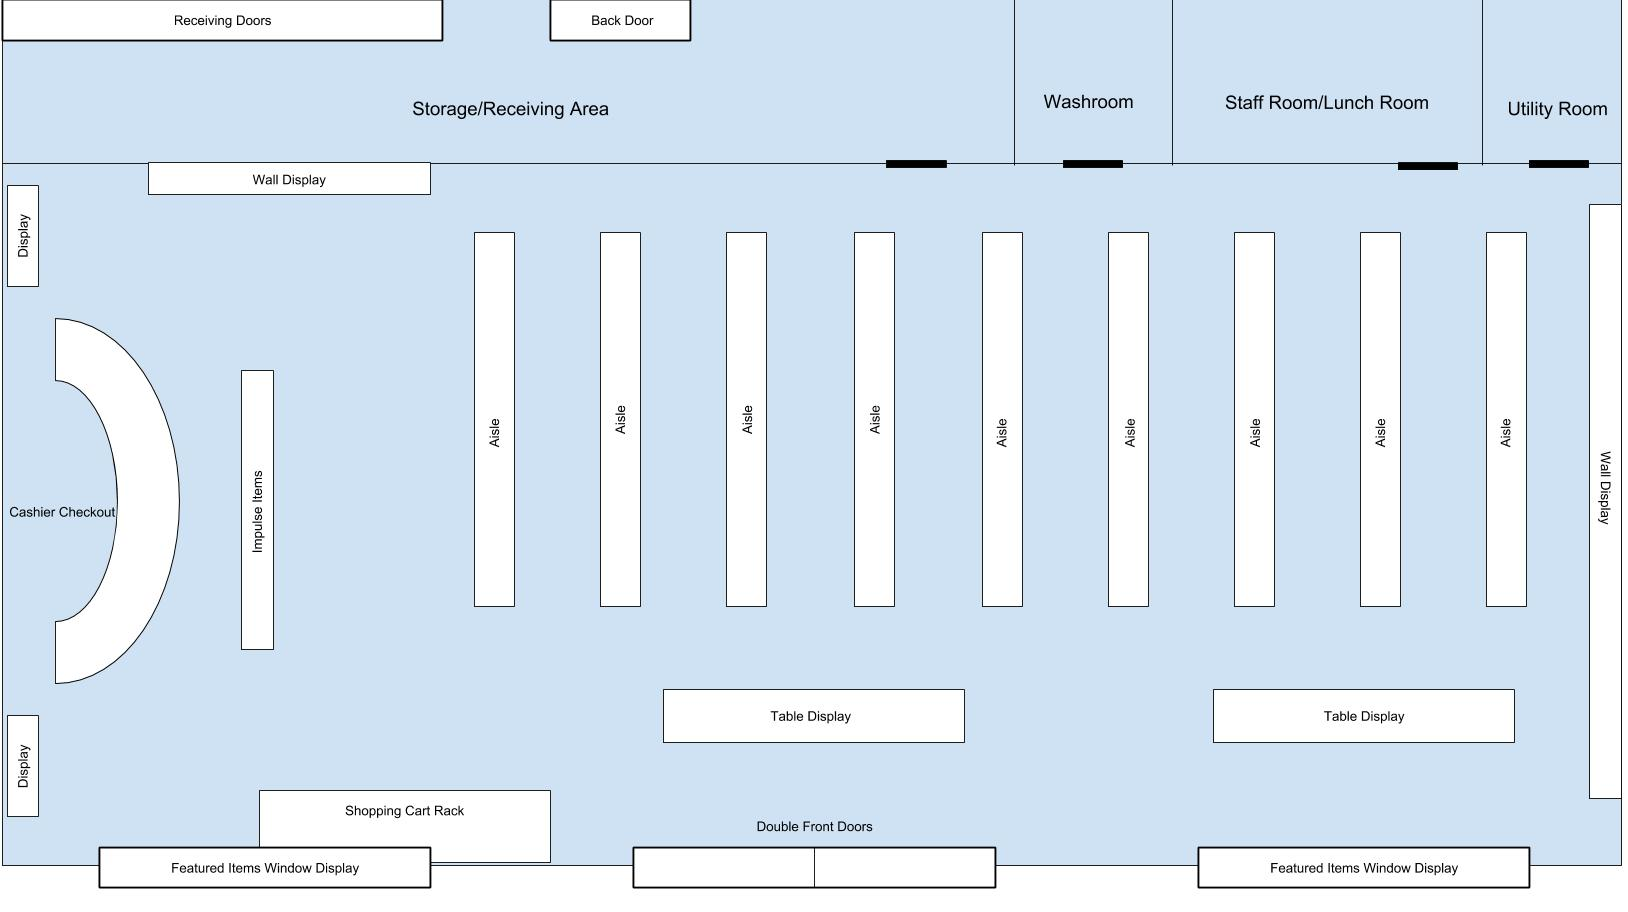 Receiving Doors
Back Door
Storage/Receiving Area
Washroom
Staff Room/Lunch Room
Utility Room
Wall Display
Display
Aisle
Aisle
Aisle
Aisle
Aisle
Aisle
Aisle
Aisle
Aisle
Wall Display
Cashier Checkout
Impulse Items
Table Display
Table Display
Display
Shopping Cart Rack
Double Front Doors
Featured Items Window Display
Featured Items Window Display